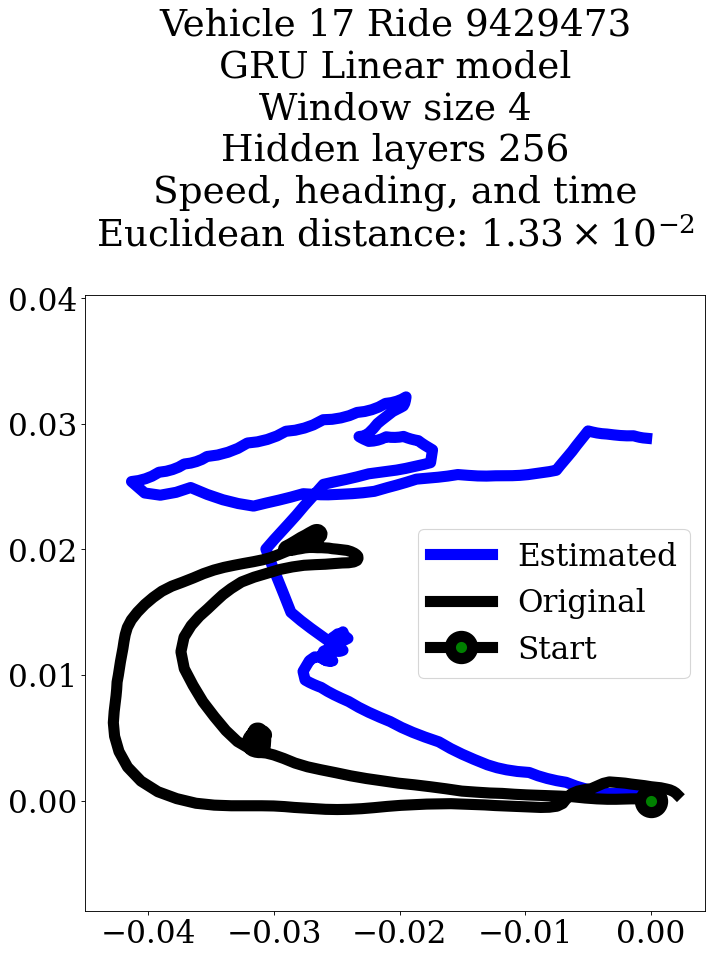 Vehicle 17 Ride 9429473
GRU Linear model
Window size 4
Hidden layers 256
Speed, heading, and time
Euclidean distance: 1.33 × 10⁻²
0.04
0.03
0.02
0.01
0.00
Estimated
Original
Start
−0.04 −0.03 −0.02 −0.01 0.00